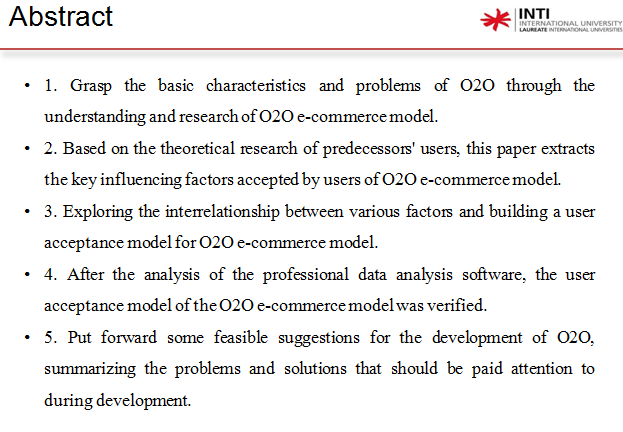 Abstract
INTI
INTERNATIONAL UNIVERSITY
LAUREATE INTERNATIONAL UNIVERSITIES
• 1. Grasp the basic characteristics and problems of O2O through the
understanding and research of O2O e-commerce model.
• 2. Based on the theoretical research of predecessors' users, this paper extracts
the key influencing factors accepted by users of O2O e-commerce model.
• 3. Exploring the interrelationship between various factors and building a user
acceptance model for O2O e-commerce model.
• 4. After the analysis of the professional data analysis software, the user
acceptance model of the O2O e-commerce model was verified.
• 5. Put forward some feasible suggestions for the development of O2O,
summarizing the problems and solutions that should be paid attention to
during development.